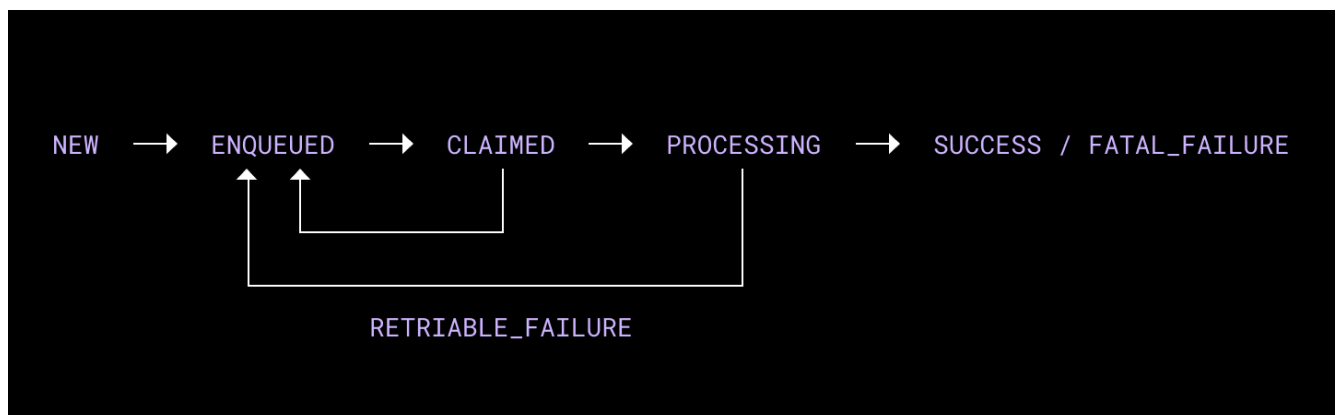 NEW ENQUEUED CLAIMED PROCESSING SUCCESS / FATAL_FAILURE
RETRIABLE_FAILURE